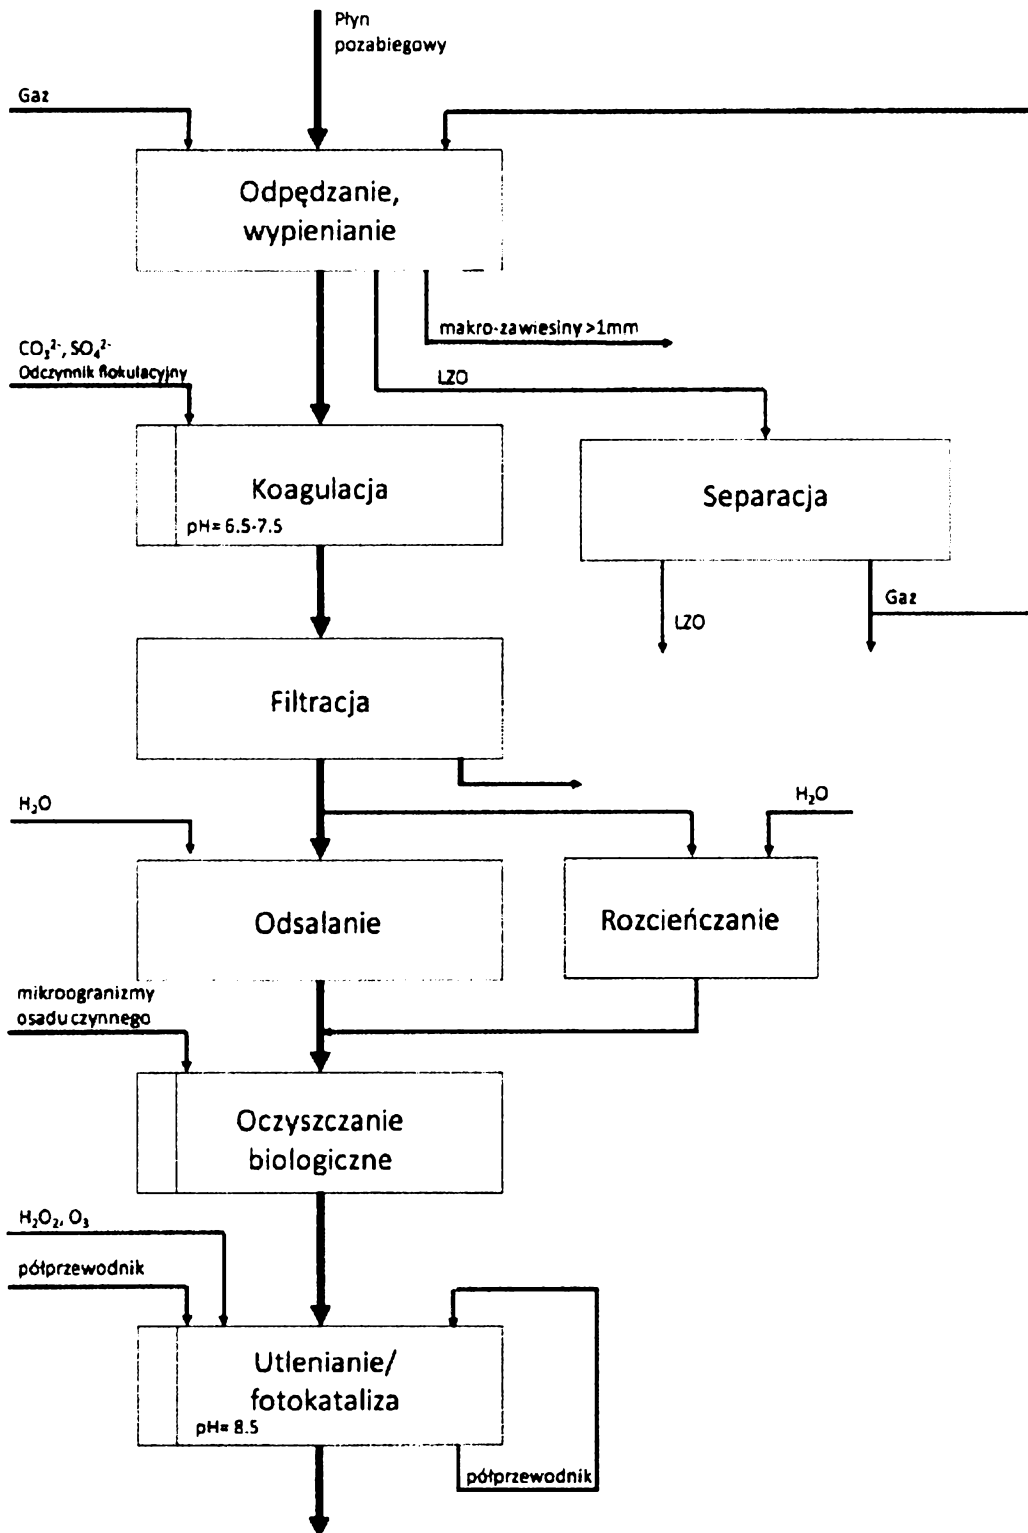 Płyn
pozabiegowy
Gaz
Odpędzanie,
wypienianie
makro-zawiesiny >1mm
CO₃²⁻, SO₄²⁻
Odczynnik flokulacyjny
LZO
Koagulacja
pH= 6.5-7.5
Separacja
Gaz
LZO
Filtracja
H₂O
H₂O
Odsalanie
Rozcieńczanie
mikroogranizmy
osadu czynnego
Oczyszczanie
biologiczne
H₂O₂, O₃
półprzewodnik
Utlenianie/
fotokataliza
pH= 8.5
półprzewodnik